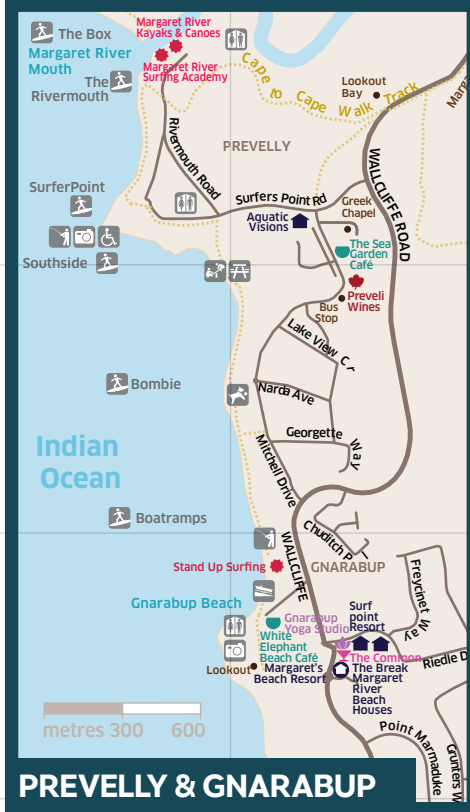 The Box
Margaret River
Kayaks & Canoes
Margaret River
Mouth
Margaret River
Surfing Academy
The
Rivermouth
Cape to Cape Walk Track
Lookout
Bay
PREVELLY
Rivermouth Road
WALLCLIFFE ROAD
SurferPoint
Surfers Point Rd
Greek
Chapel
Aquatic
Visions
The Sea
Garden
Café
Southside
Preveli
Wines
Bus
Stop
Lake View Cr
Bombie
Narda Ave
Georgette
Way
Indian
Ocean
Mitchell Drive
Boatramps
Chuditch Pl
WALLCLIFFE
Stand Up Surfing
GNARABUP
Freycinet Way
Gnarabup Beach
Surf
point
Resort
Gnarabup
Yoga Studio
White
Elephant
Beach Café
The Common
Riedle D
Lookout
Margaret's
Beach Resort
The Break
Margaret
River
Beach
Houses
metres 300 600
Point Marmaduke
Grunters W
PREVELLY & GNARABUP